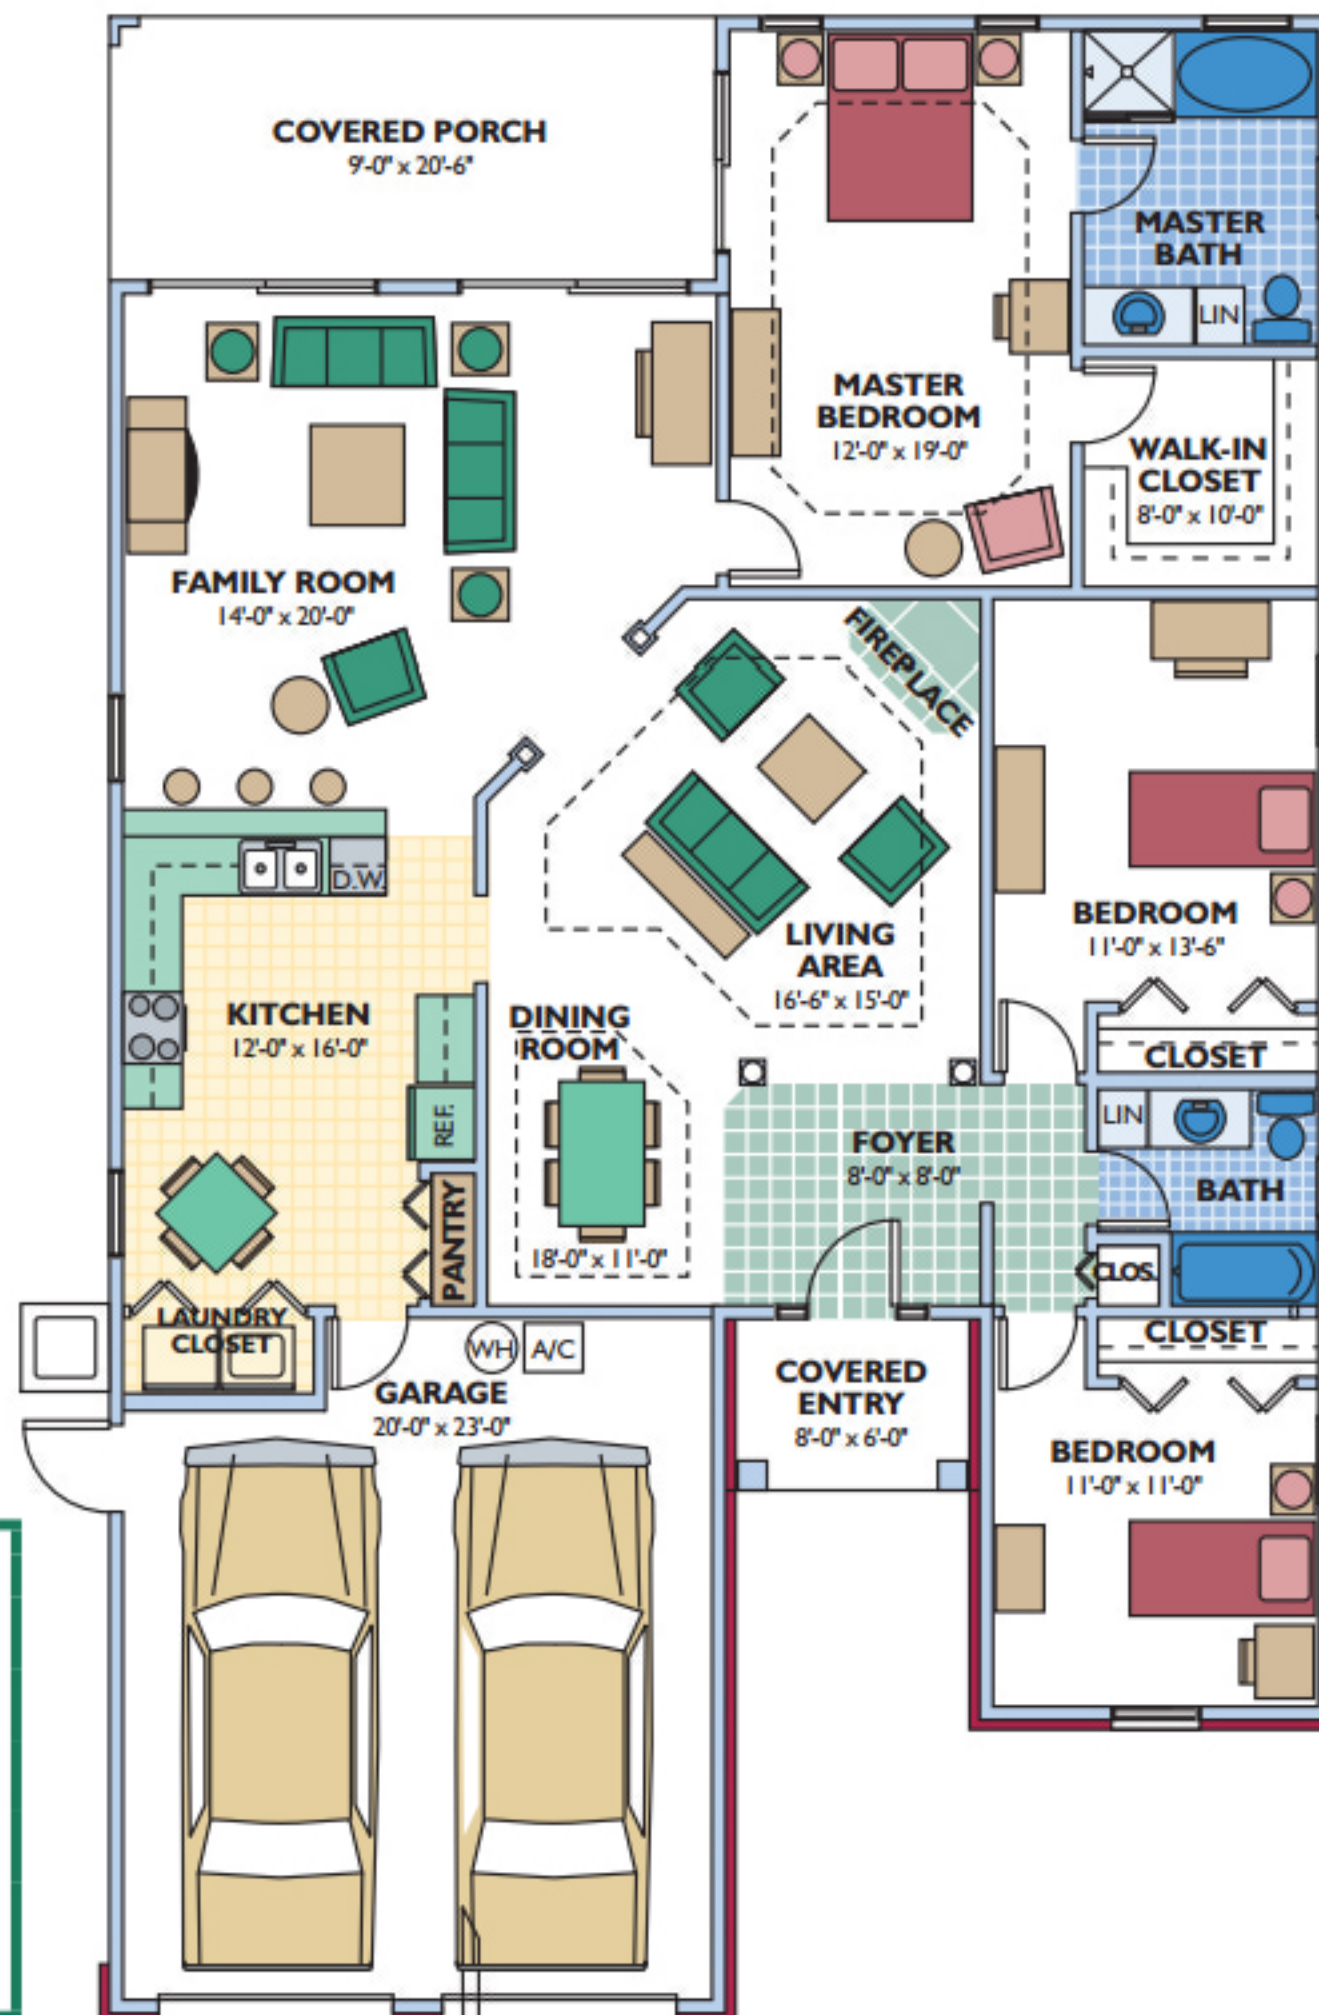 COVERED PORCH
9'-0" x 20'-6"
MASTER
BATH
LIN
MASTER
BEDROOM
12'-0" x 19'-0"
WALK-IN
CLOSET
8'-0" x 10'-0"
FAMILY ROOM
14'-0" x 20'-0"
FIREPLACE
D.W.
BEDROOM
11'-0" x 13'-6"
LIVING
AREA
16'-6" x 15'-0"
KITCHEN
12'-0" x 16'-0"
DINING
ROOM
18'-0" x 11'-0"
CLOSET
REF.
LIN
FOYER
8'-0" x 8'-0"
BATH
PANTRY
CLOS.
LAUNDRY
CLOSET
WH
A/C
CLOSET
GARAGE
20'-0" x 23'-0"
COVERED
ENTRY
8'-0" x 6'-0"
BEDROOM
11'-0" x 11'-0"